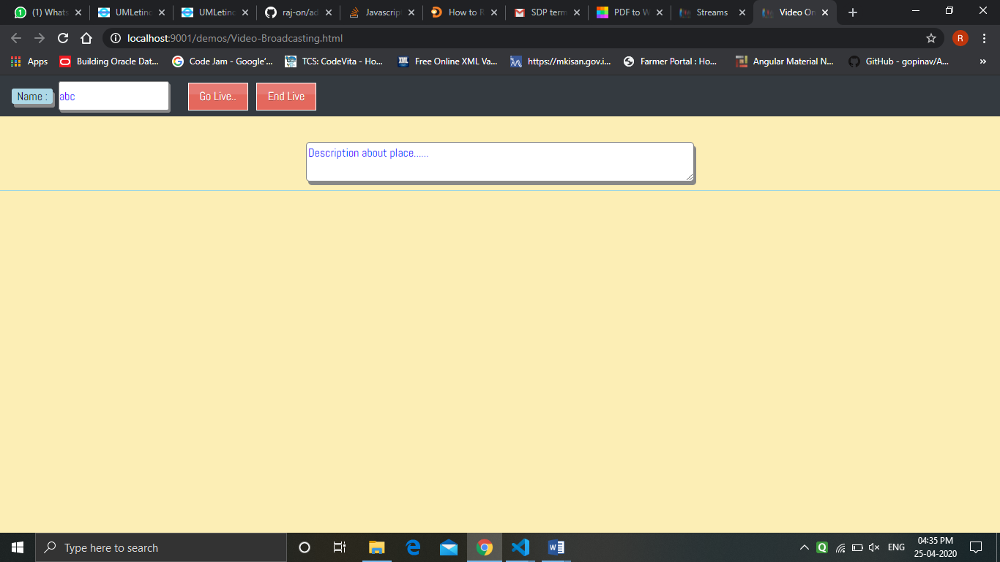 (1) Whats
UMLetinc
UMLetinc
raj-on/ad
Javascrip
How to R
SDP term
PDF to W
Streams
Video On
localhost:9001/demos/Video-Broadcasting.html
R
Apps
Building Oracle Dat...
Code Jam - Google'...
TCS: CodeVita - Ho...
Free Online XML Va...
https://mkisan.gov.i...
Farmer Portal : Ho...
Angular Material N...
GitHub - gopinav/A...
»
Name :
abc
Go Live..
End Live
Description about place......
Type here to search
ENG
04:35 PM
25-04-2020